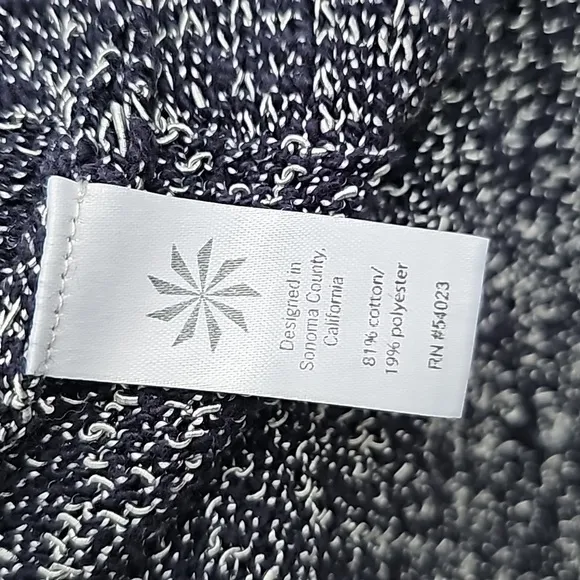 Designed in
Sonoma County,
California
81% cotton/
19% polyester
RN #54023